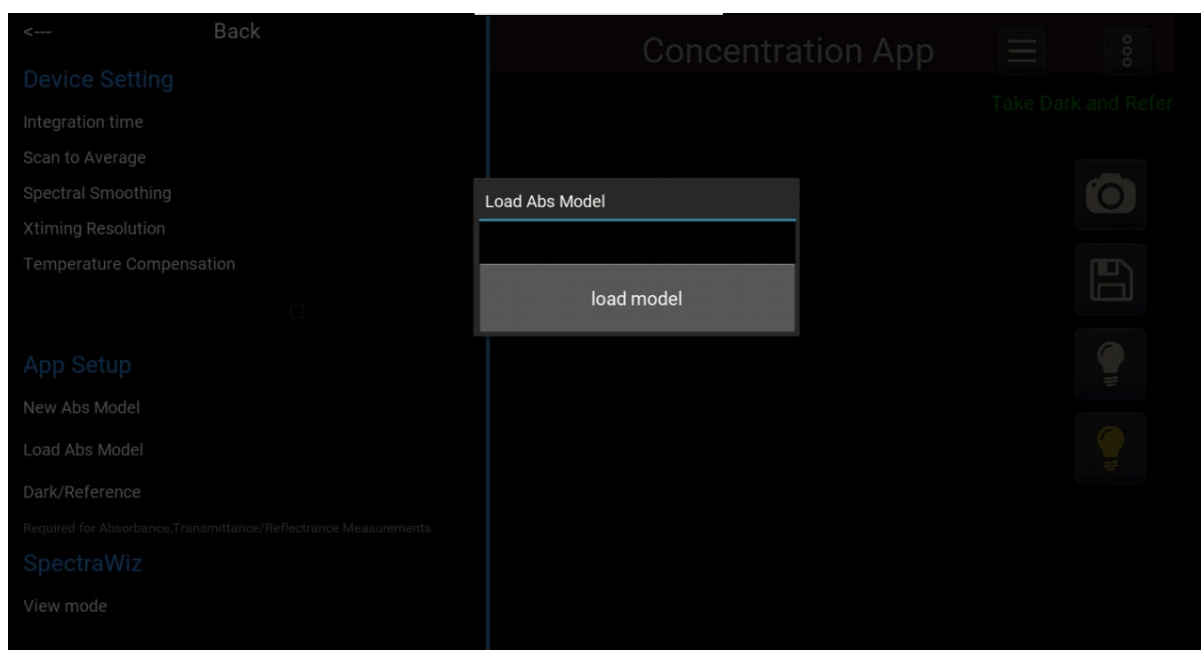 <--- Back
Device Setting
Integration time
Scan to Average
Spectral Smoothing
Xtiming Resolution
Temperature Compensation
App Setup
New Abs Model
Load Abs Model
Dark/Reference
Required for Absorbance,Transmittance/Reflectrance Measurements
SpectraWiz
View mode
Load Abs Model
load model
Concentration App
Take Dark and Refer